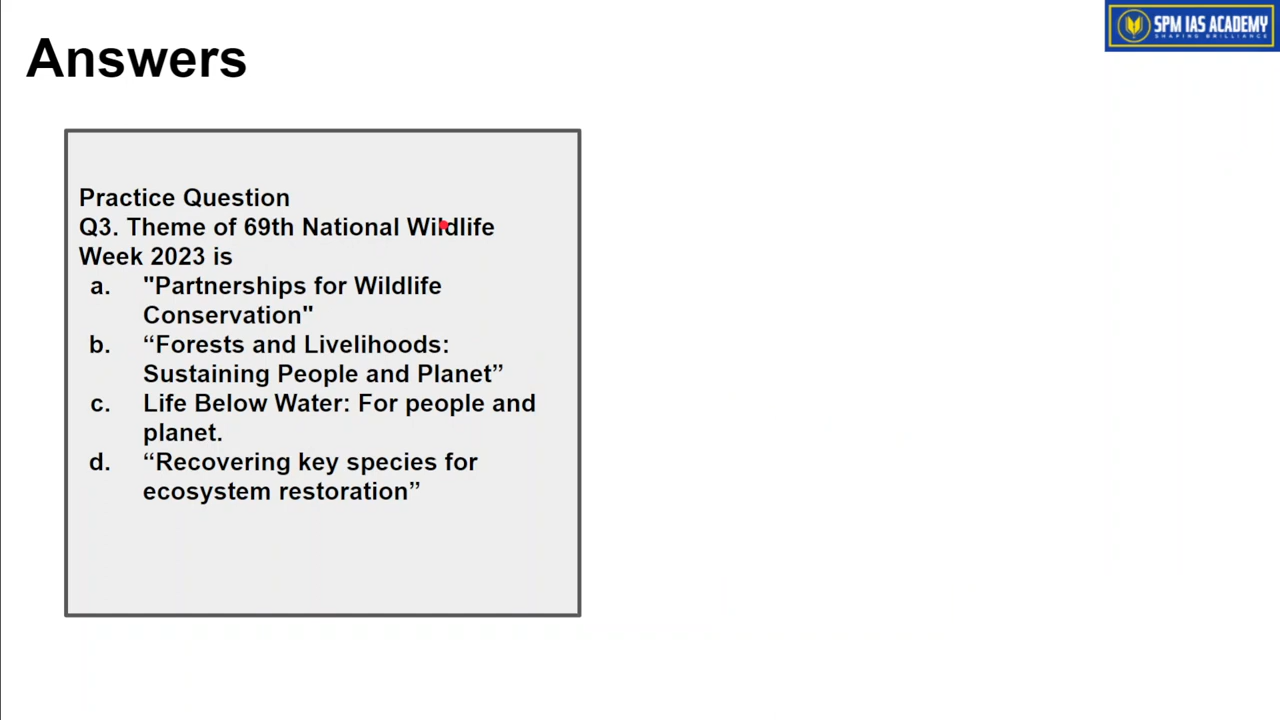 SPM IAS ACADEMY
SHAPING BRILLIANCE
Answers
Practice Question
Q3. Theme of 69th National Wildlife
Week 2023 is
a. "Partnerships for Wildlife
Conservation"
b. “Forests and Livelihoods:
Sustaining People and Planet”
c. Life Below Water: For people and
planet.
d. “Recovering key species for
ecosystem restoration”